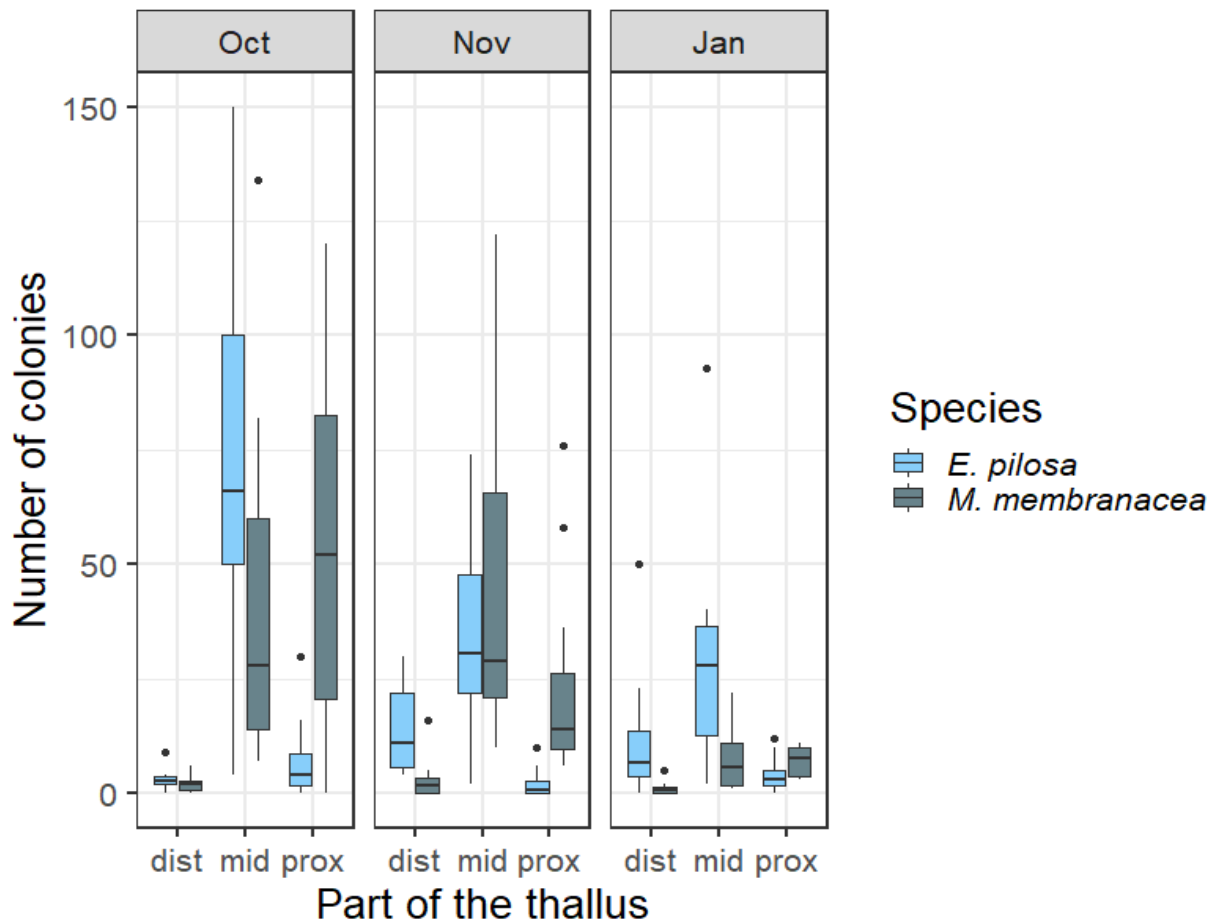 Oct Nov Jan
150
100
50
0
Number of colonies
dist mid prox dist mid prox dist mid prox
Part of the thallus
Species
E. pilosa
M. membranacea